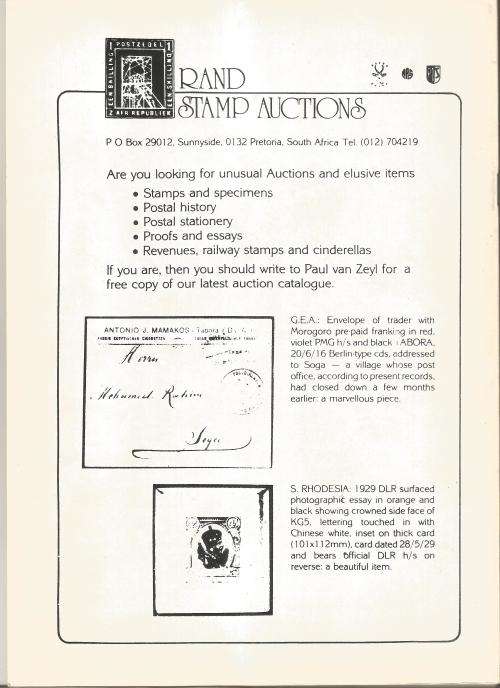 1 POSTZEGEL 1
EEN SHILLING
EEN SHILLING
Z AFR REPUBLIEK
RAND
STAMP AUCTIONS
P O Box 29012, Sunnyside, 0132 Pretoria, South Africa Tel. (012) 704219
Are you looking for unusual Auctions and elusive items
• Stamps and specimens
• Postal history
• Postal stationery
• Proofs and essays
• Revenues, railway stamps and cinderellas
If you are, then you should write to Paul van Zeyl for a
free copy of our latest auction catalogue.
ANTONIO J. MAMAKOS - Tabora
Herrn
Mohamed
Soga
G.E.A.: Envelope of trader with
Morogoro pre-paid franking in red,
violet PMG h/s and black ABORA,
20/6/16 Berlin-type cds, addressed
to Soga — a village whose post
office, according to present records,
had closed down a few months
earlier: a marvellous piece.
S. RHODESIA: 1929 DLR surfaced
photographic essay in orange and
black showing crowned side face of
KG5, lettering touched in with
Chinese white, inset on thick card
(101x112mm), card dated 28/5/29
and bears official DLR h/s on
reverse: a beautiful item.